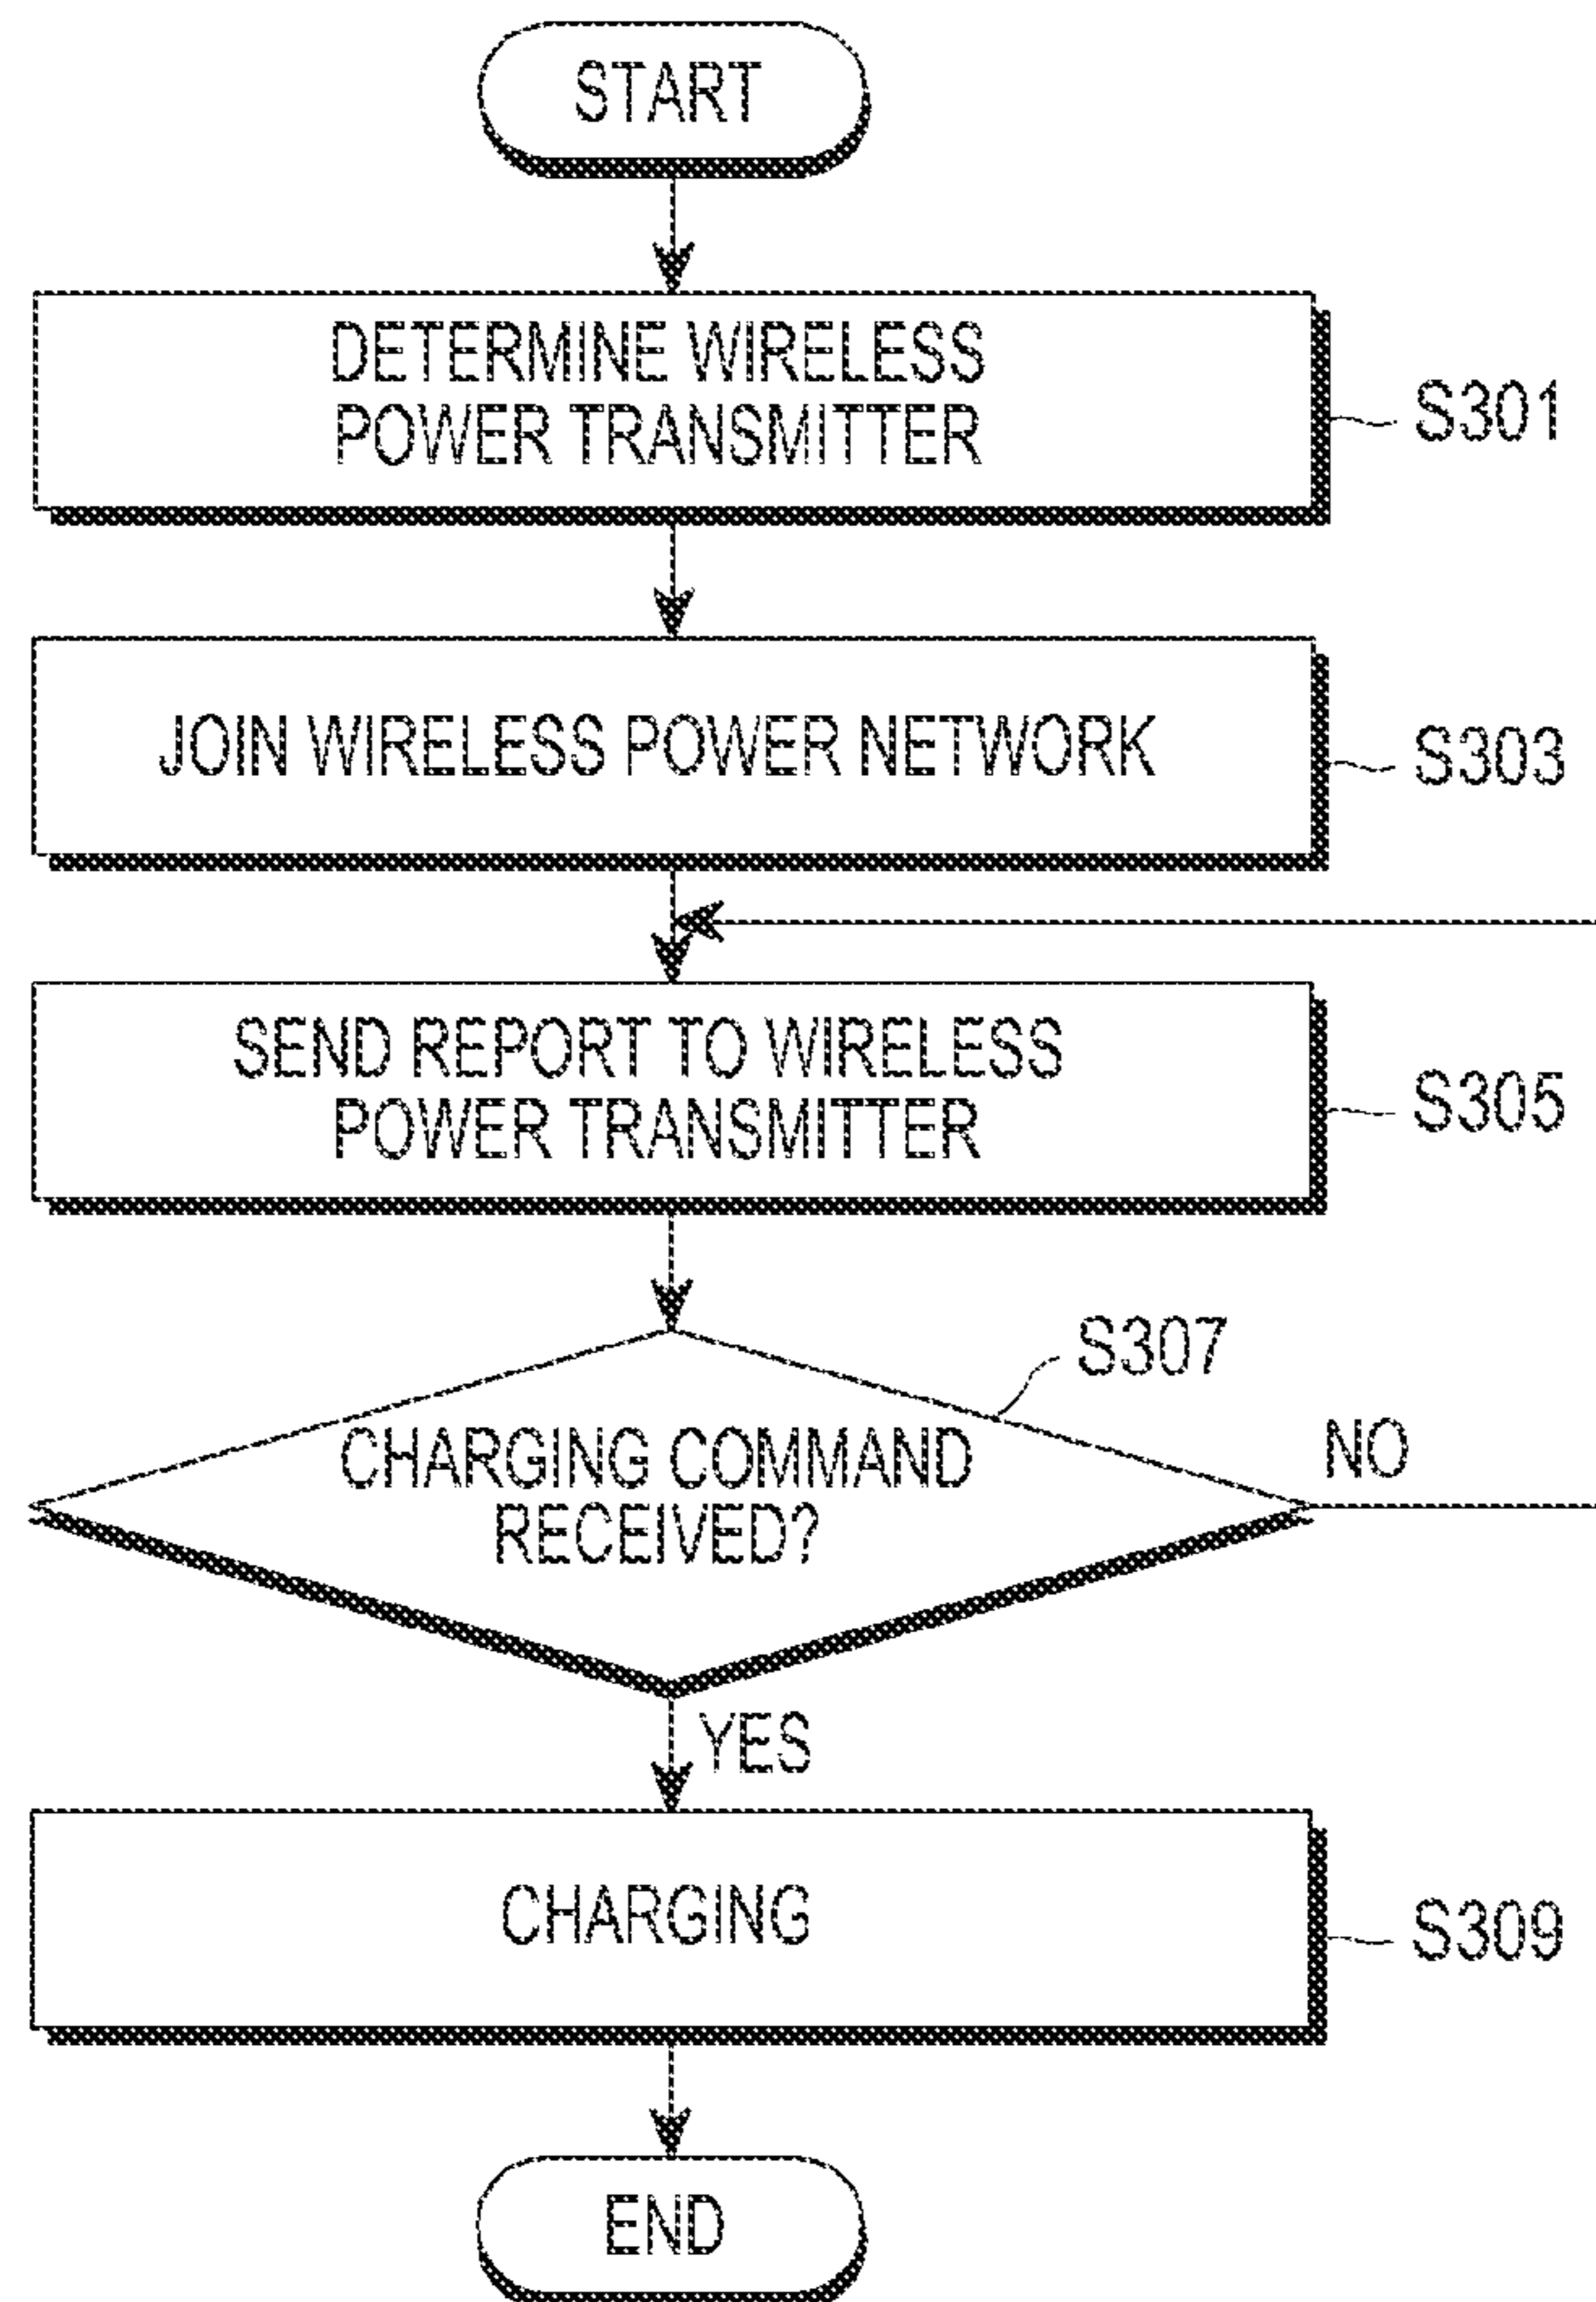 START
DETERMINE WIRELESS
POWER TRANSMITTER
S301
JOIN WIRELESS POWER NETWORK
S303
SEND REPORT TO WIRELESS
POWER TRANSMITTER
S305
S307
CHARGING COMMAND
RECEIVED?
NO
YES
CHARGING
S309
END